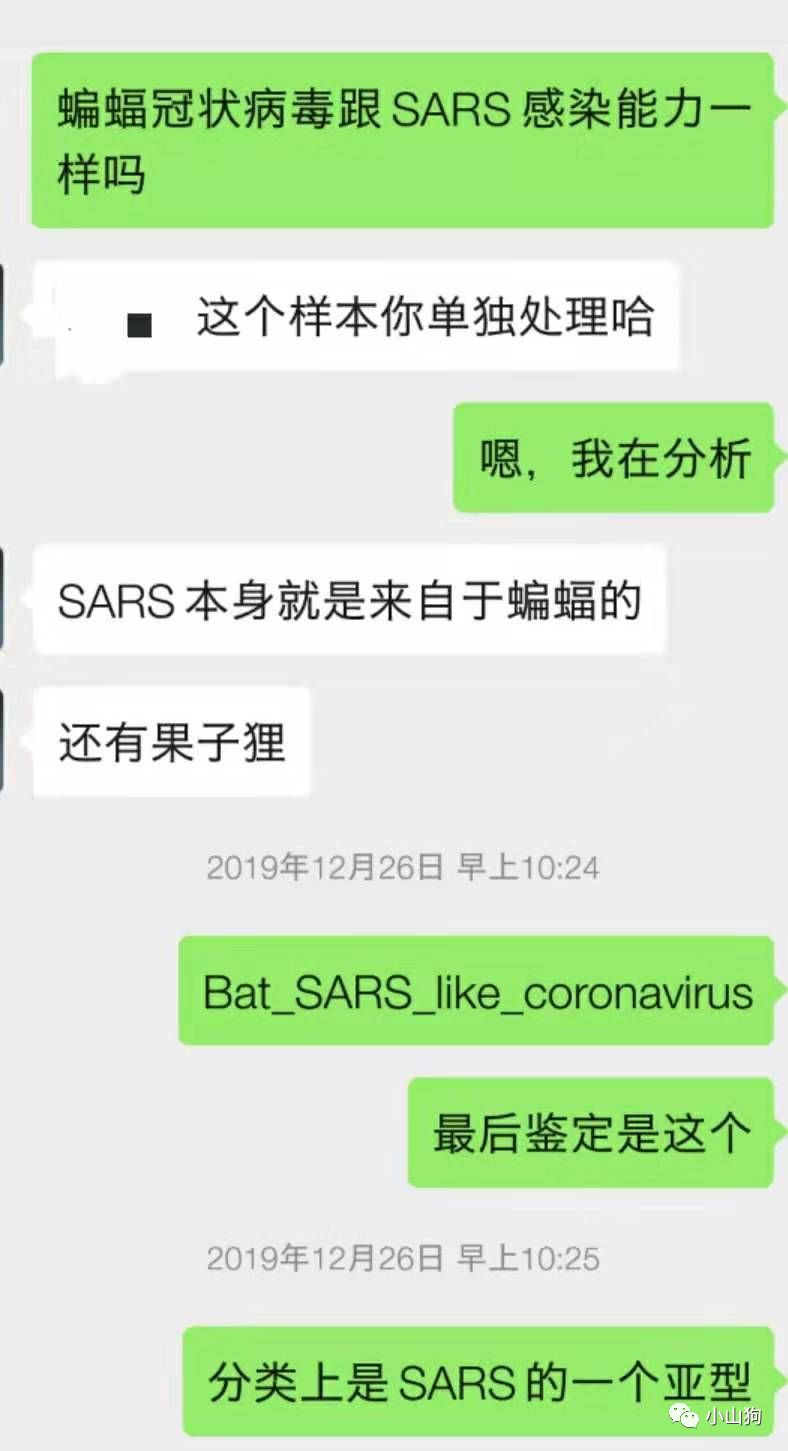 蝙蝠冠状病毒跟 SARS 感染能力一
样吗
这个样本你单独处理哈
嗯，我在分析
SARS 本身就是来自于蝙蝠的
还有果子狸
2019年12月26日 早上10:24
Bat_SARS_like_coronavirus
最后鉴定是这个
2019年12月26日 早上10:25
分类上是 SARS 的一个亚型
小山狗